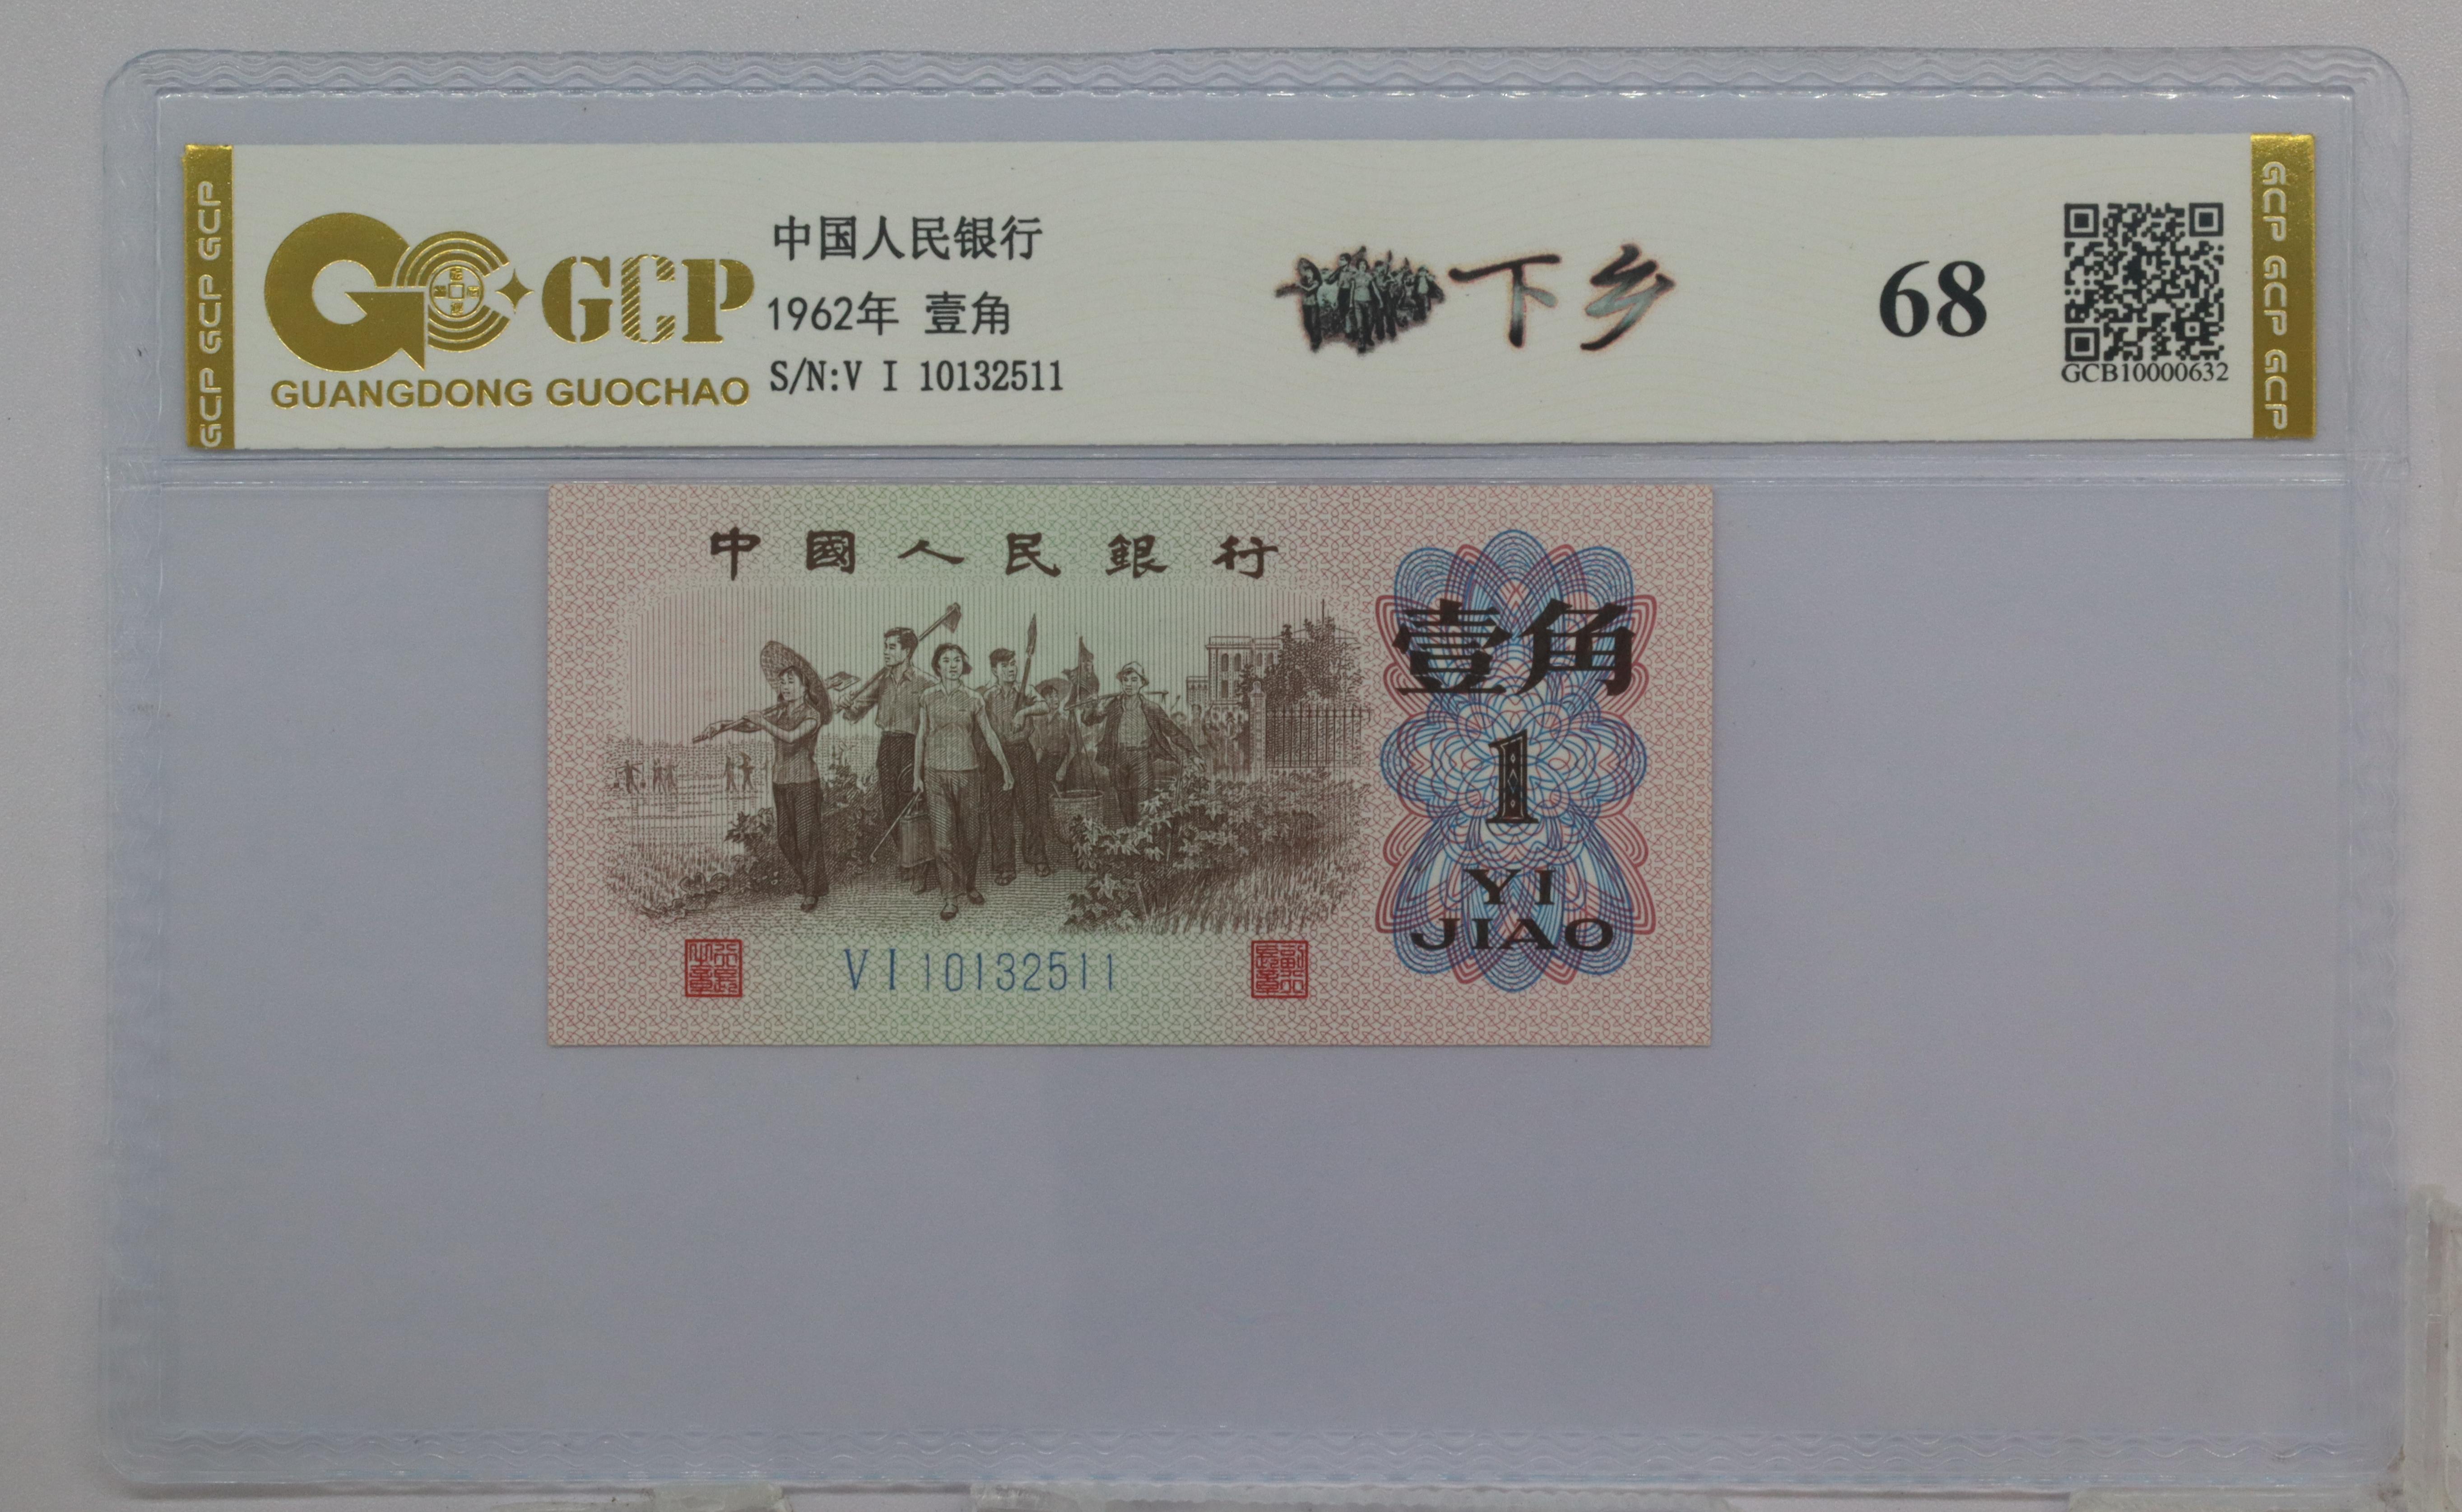 GCP GCP GCP
GCP
GUANGDONG GUOCHAO
中国人民银行
1962年 壹角
S/N:V I 10132511
下乡
68
GCB10000632
GCP GCP GCP
中國人民銀行
壹角
1
YI
JIAO
VI10132511